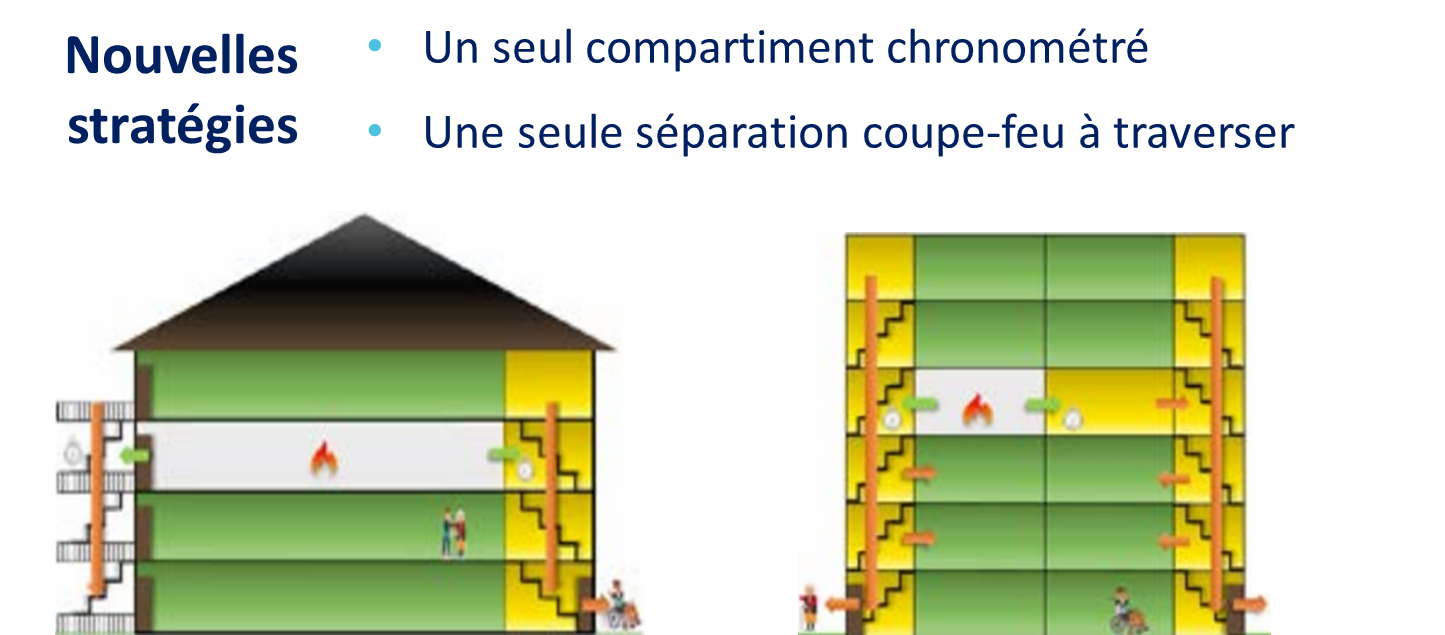 Nouvelles
stratégies
• Un seul compartiment chronométré
• Une seule séparation coupe-feu à traverser